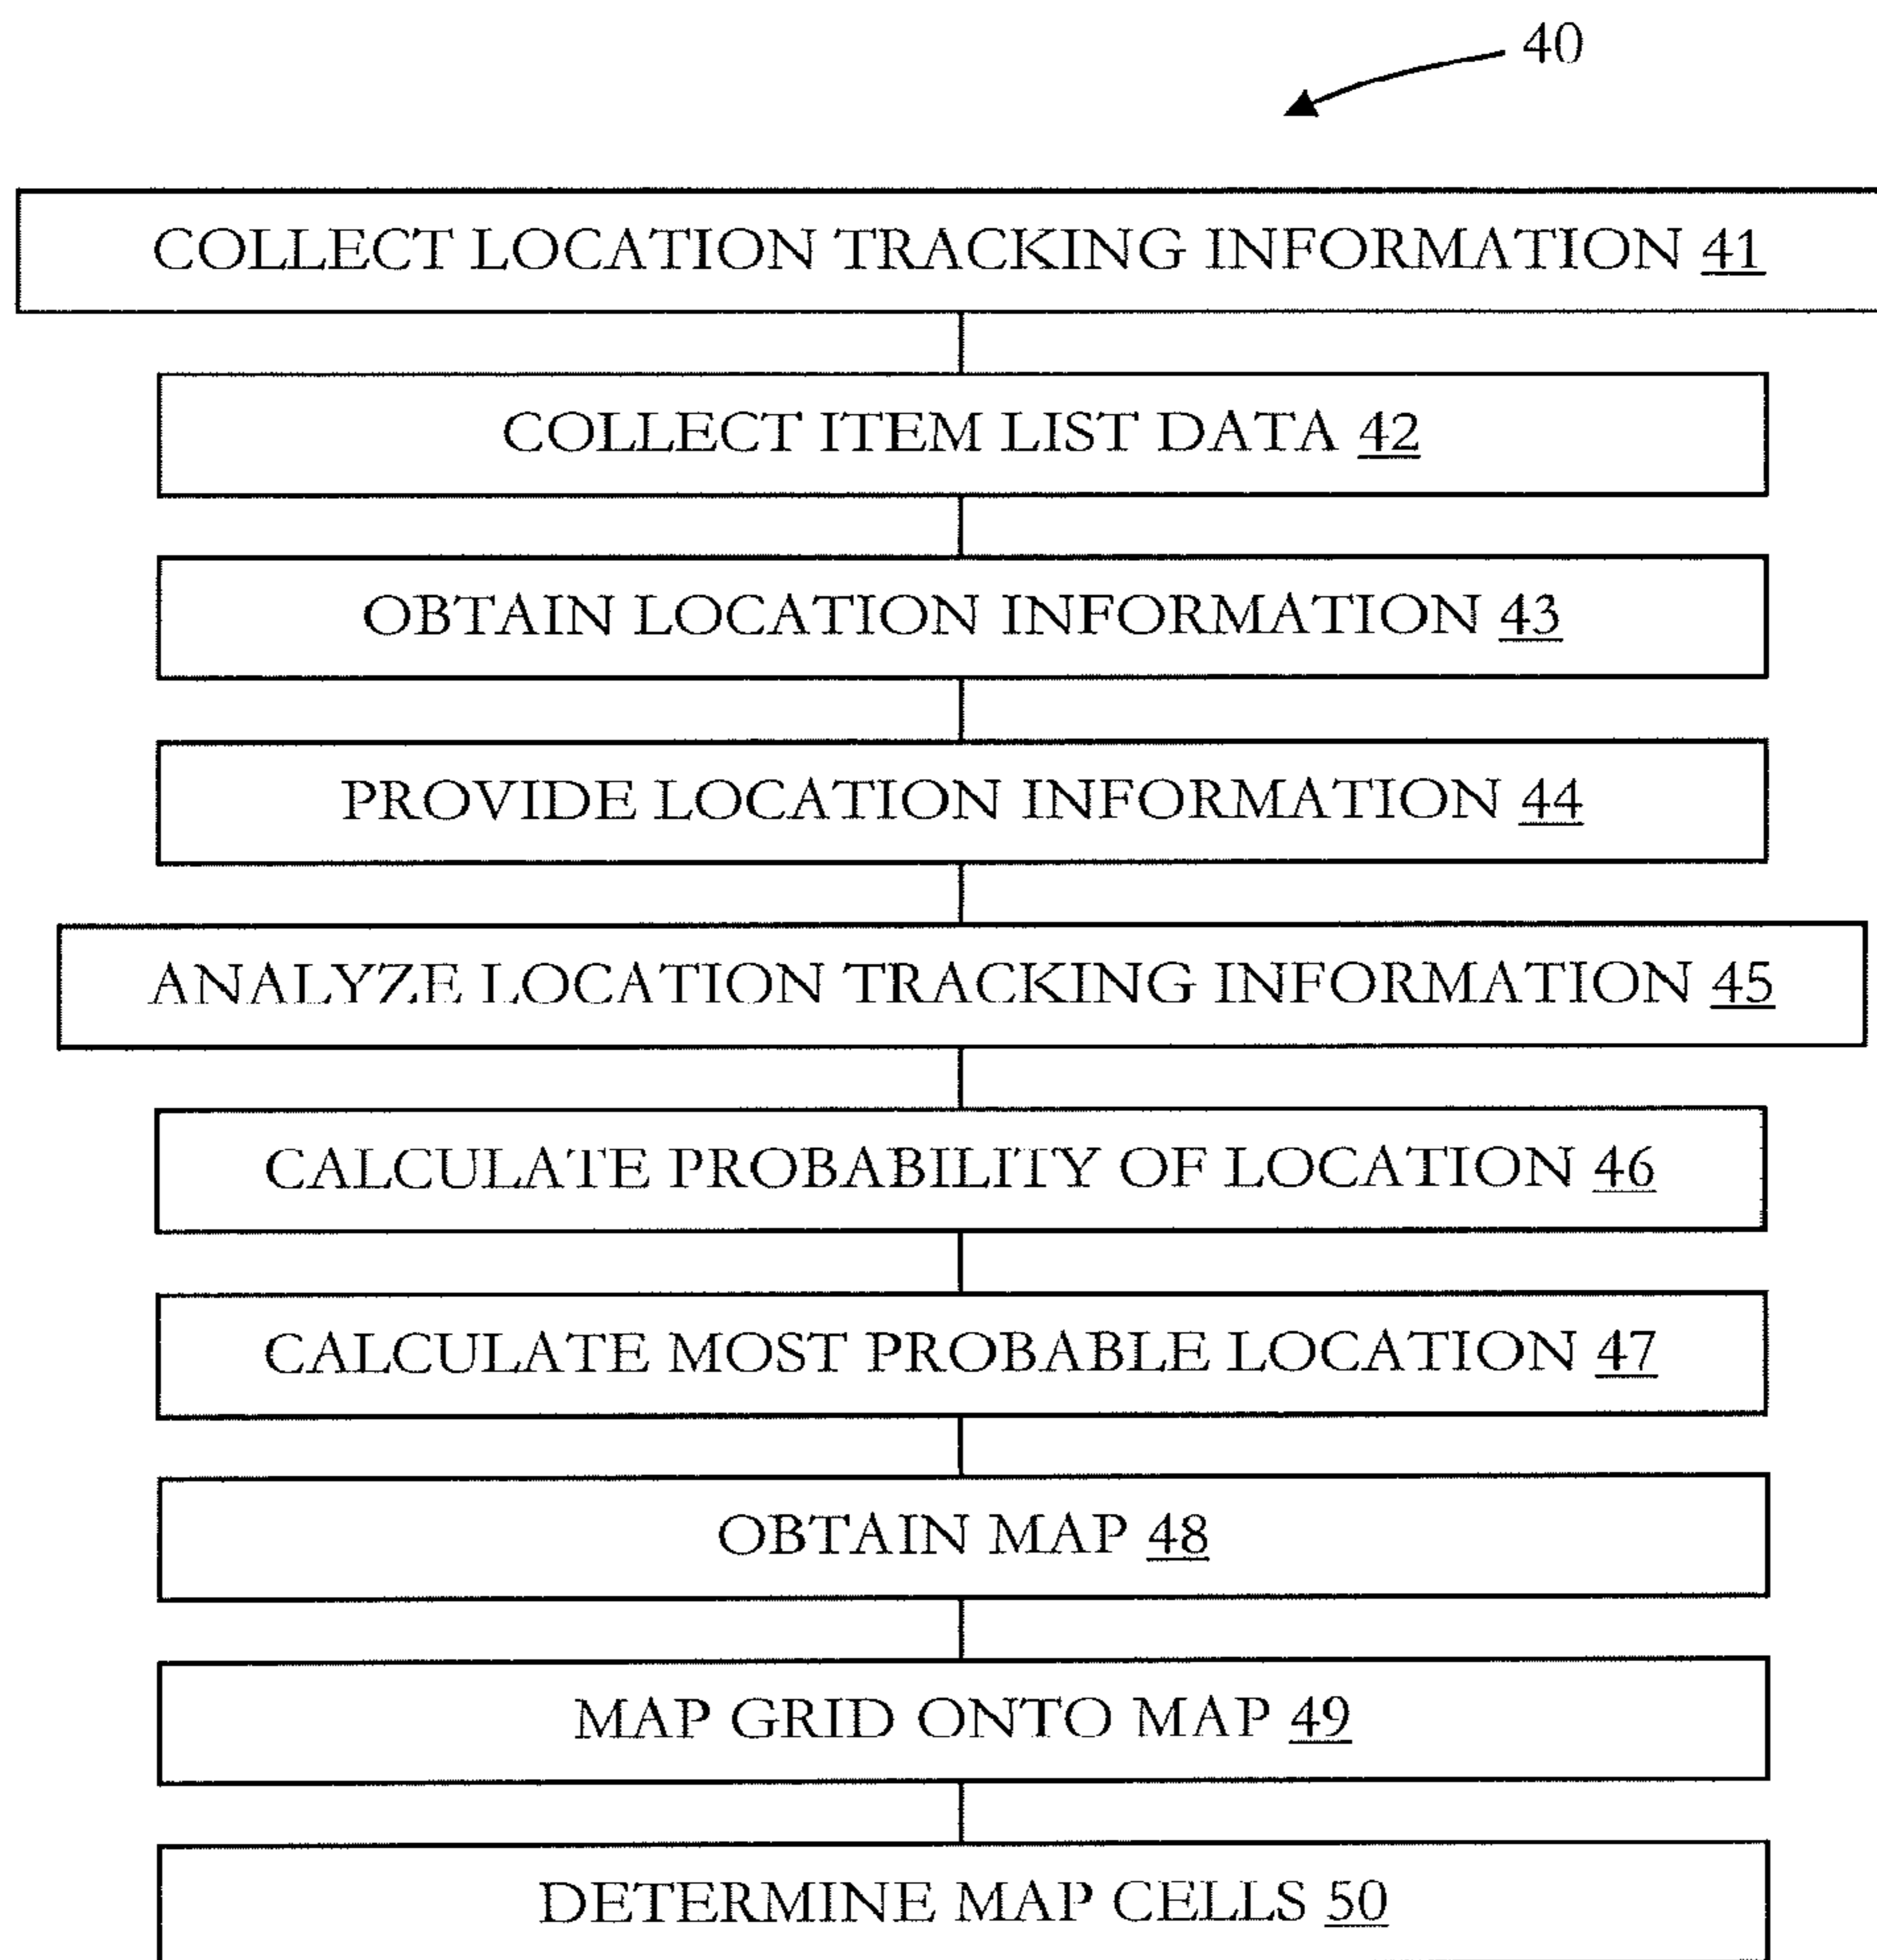 40
COLLECT LOCATION TRACKING INFORMATION 41
COLLECT ITEM LIST DATA 42
OBTAIN LOCATION INFORMATION 43
PROVIDE LOCATION INFORMATION 44
ANALYZE LOCATION TRACKING INFORMATION 45
CALCULATE PROBABILITY OF LOCATION 46
CALCULATE MOST PROBABLE LOCATION 47
OBTAIN MAP 48
MAP GRID ONTO MAP 49
DETERMINE MAP CELLS 50